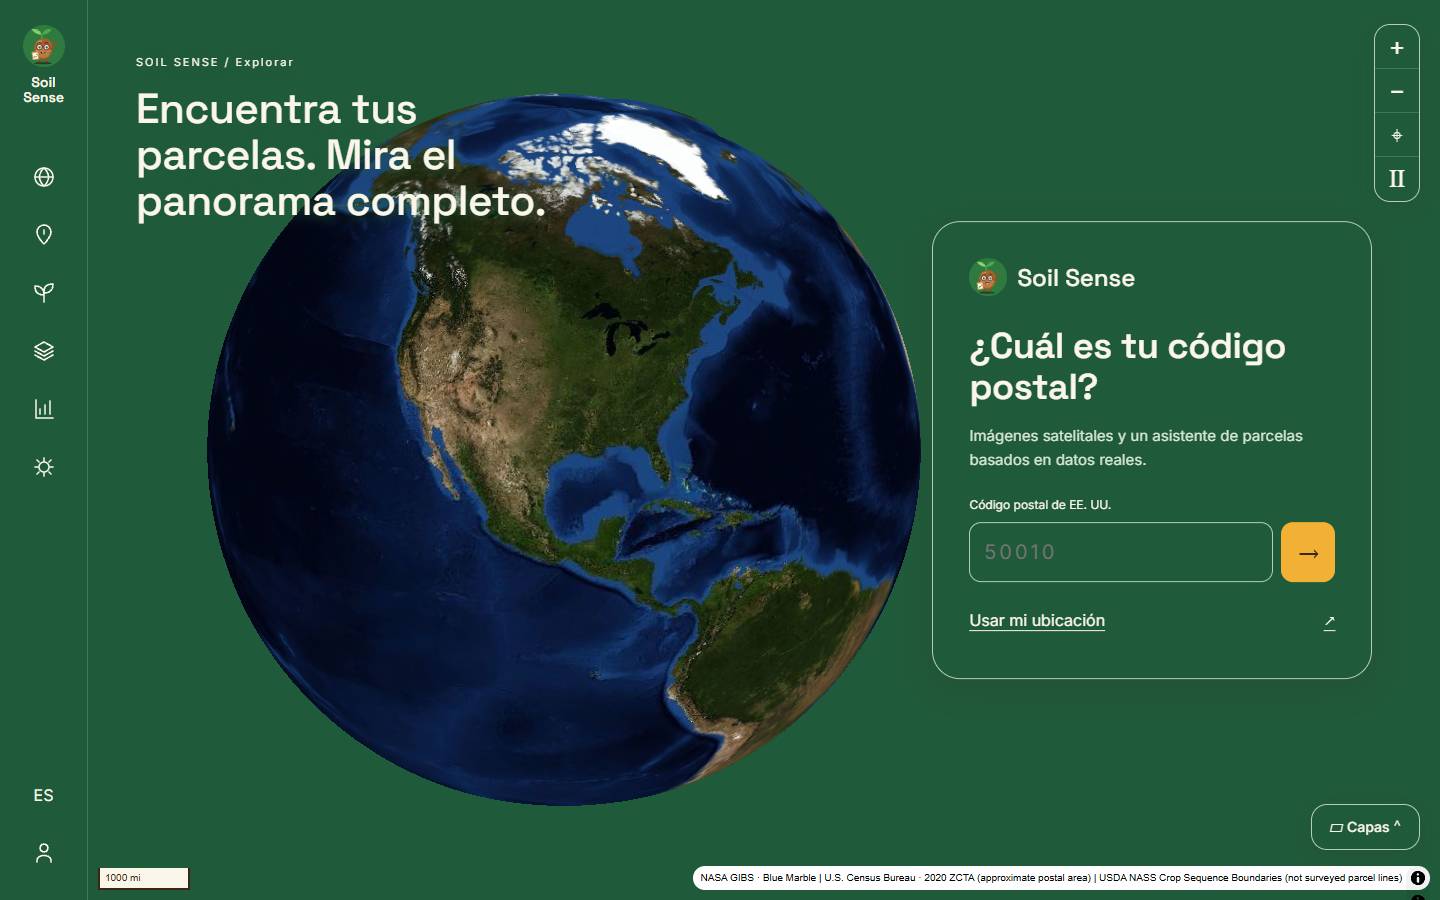 Soil
Sense
SOIL SENSE / Explorar
Encuentra tus
parcelas. Mira el
panorama completo.
+
−
II
Soil Sense
¿Cuál es tu código
postal?
Imágenes satelitales y un asistente de parcelas
basados en datos reales.
Código postal de EE. UU.
50010
→
Usar mi ubicación ↗
ES
Capas ^
1000 mi
NASA GIBS · Blue Marble | U.S. Census Bureau · 2020 ZCTA (approximate postal area) | USDA NASS Crop Sequence Boundaries (not surveyed parcel lines)